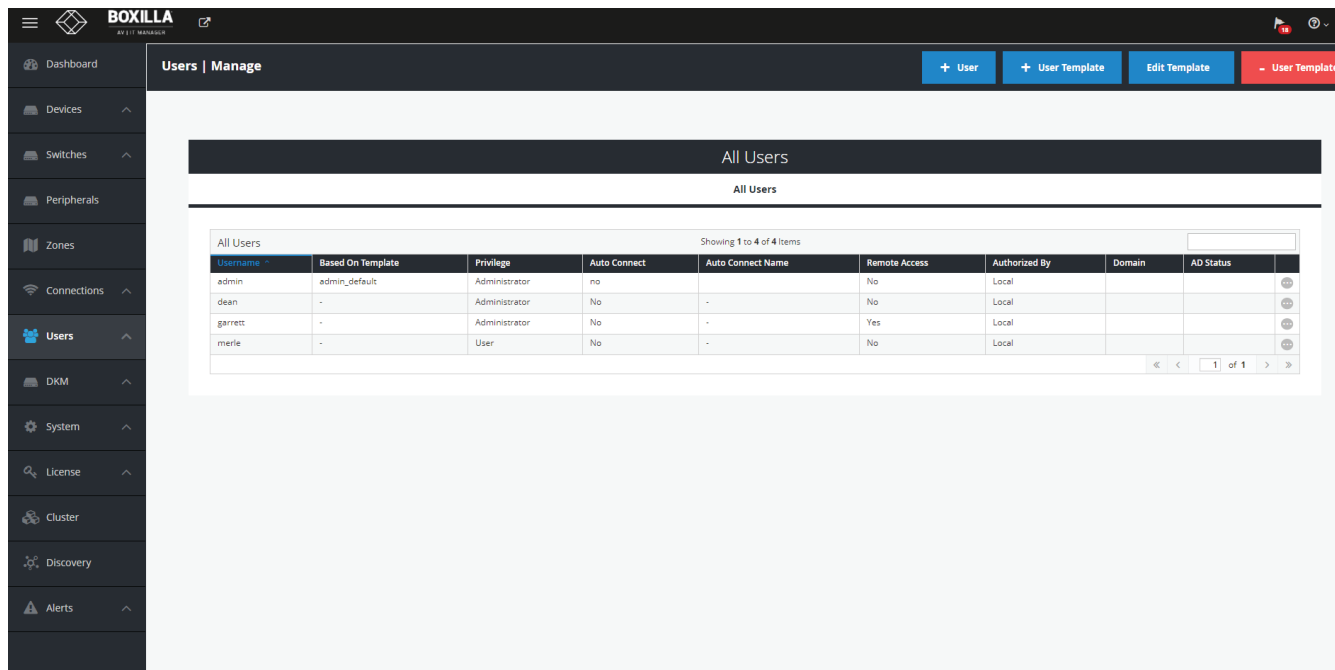 BOXILLA
AV | IT MANAGER
18
Dashboard
Devices
Switches
Peripherals
Zones
Connections
Users
DKM
System
License
Cluster
Discovery
Alerts
Users | Manage
+ User
+ User Template
Edit Template
- User Template
All Users
All Users
All Users Showing 1 to 4 of 4 Items
Username Based On Template Privilege Auto Connect Auto Connect Name Remote Access Authorized By Domain AD Status
admin admin_default Administrator no No Local
dean - Administrator No - No Local
garrett - Administrator No - Yes Local
merle - User No - No Local
« < 1 of 1 > »